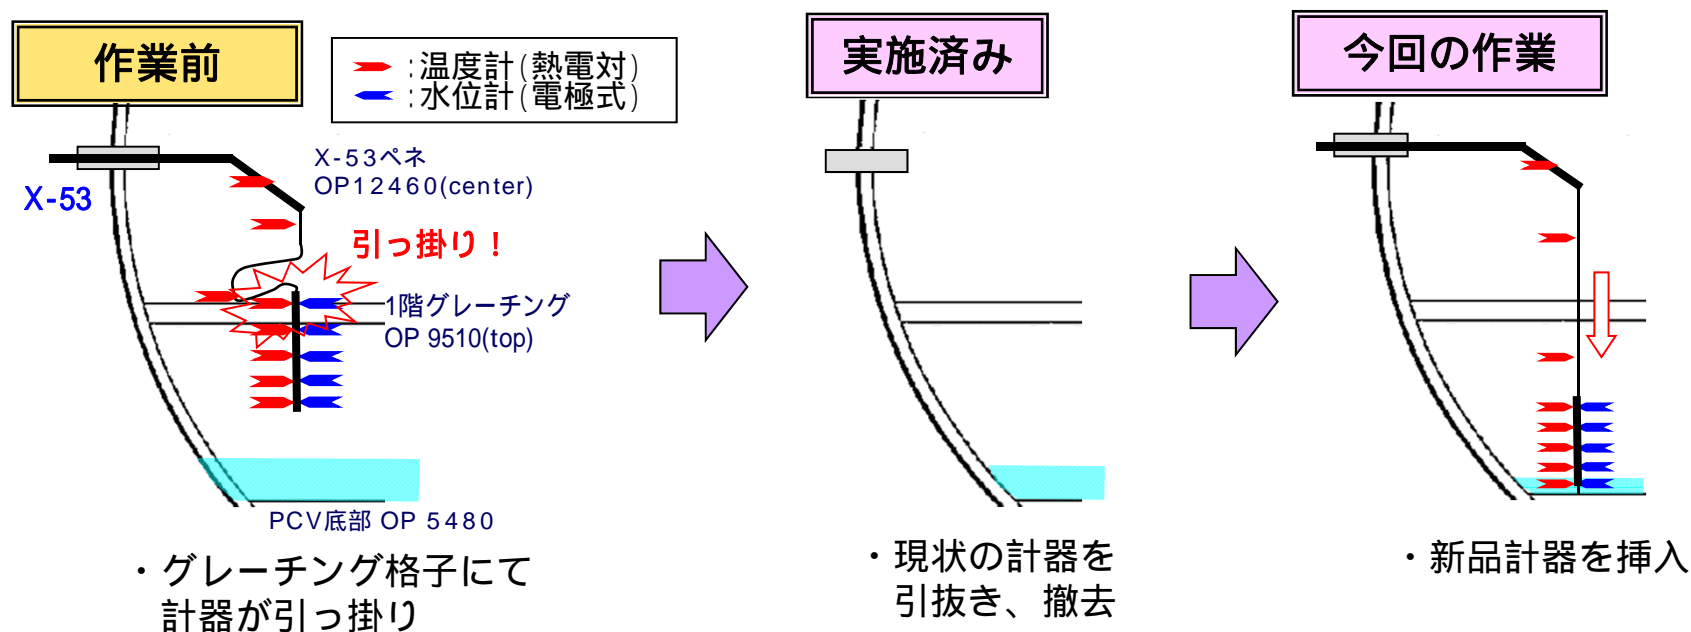 作業前
:温度計(熱電対)
:水位計(電極式)
X-53ペネ
OP12460(center)
X-53
引っ掛り！
1階グレーチング
OP 9510(top)
PCV底部 OP 5480
・グレーチング格子にて
計器が引っ掛り
実施済み
・現状の計器を
引抜き、撤去
今回の作業
・新品計器を挿入